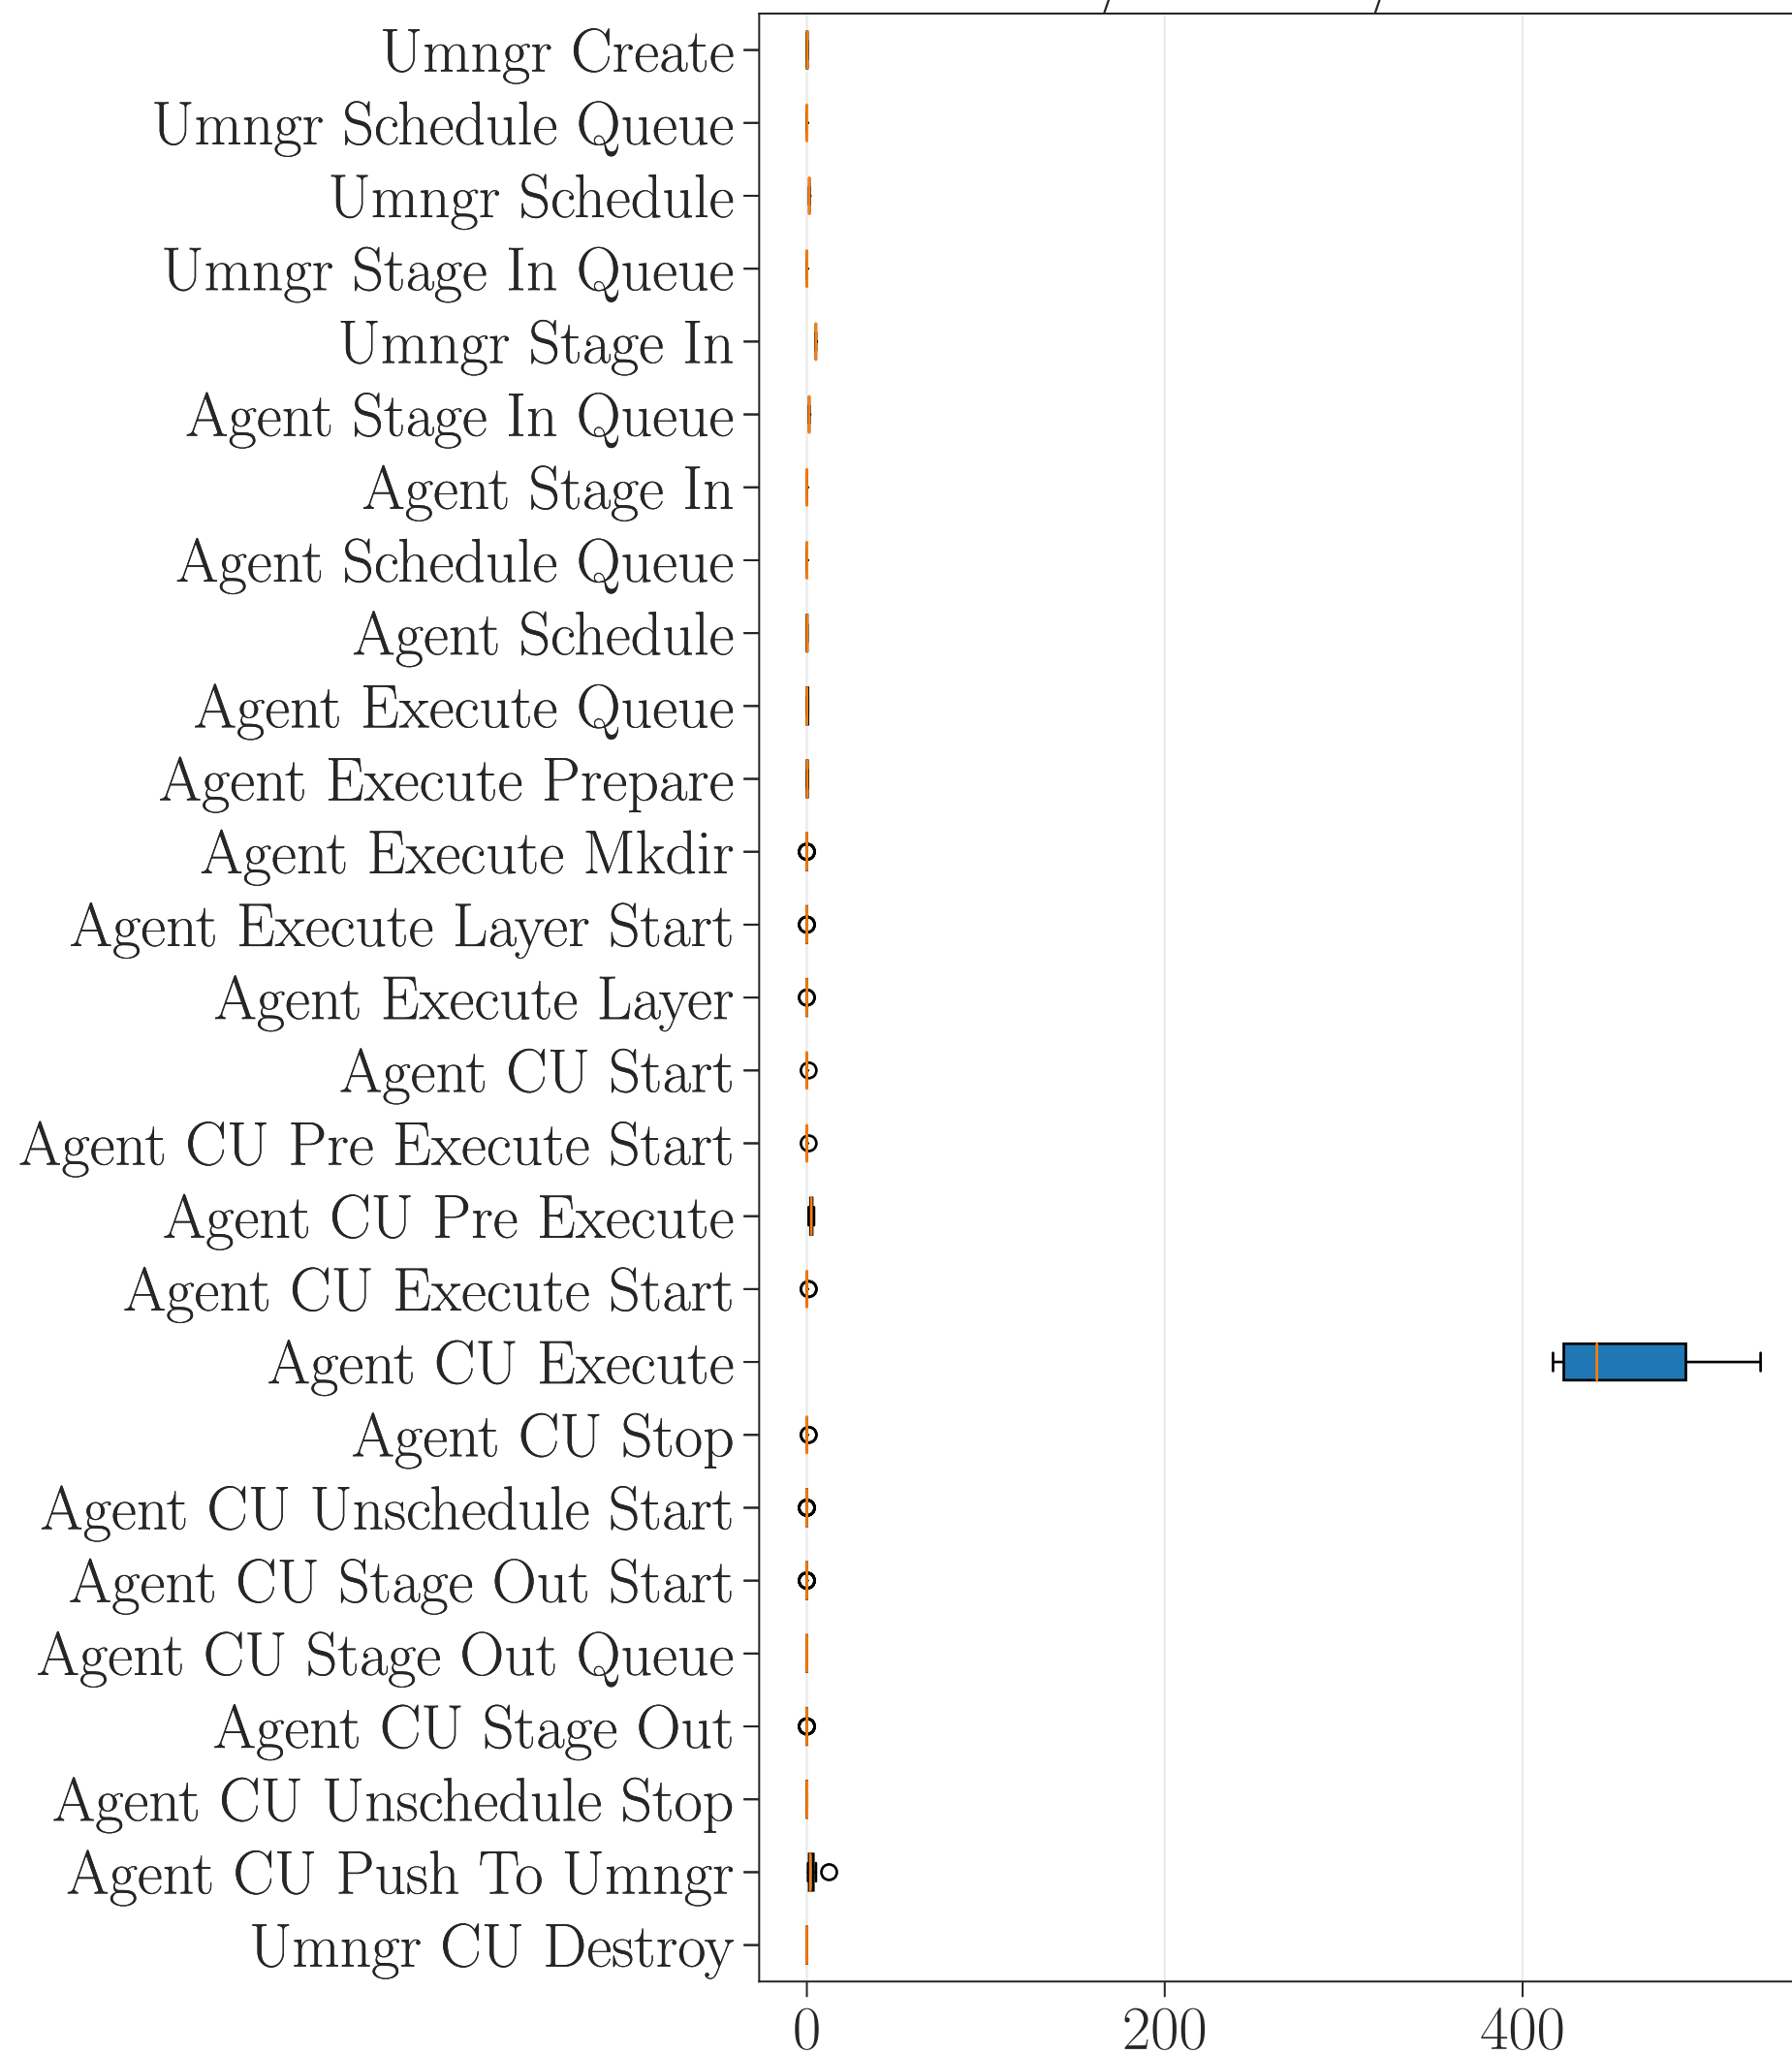 Umngr Create
Umngr Schedule Queue
Umngr Schedule
Umngr Stage In Queue
Umngr Stage In
Agent Stage In Queue
Agent Stage In
Agent Schedule Queue
Agent Schedule
Agent Execute Queue
Agent Execute Prepare
Agent Execute Mkdir
Agent Execute Layer Start
Agent Execute Layer
Agent CU Start
Agent CU Pre Execute Start
Agent CU Pre Execute
Agent CU Execute Start
Agent CU Execute
Agent CU Stop
Agent CU Unschedule Start
Agent CU Stage Out Start
Agent CU Stage Out Queue
Agent CU Stage Out
Agent CU Unschedule Stop
Agent CU Push To Umngr
Umngr CU Destroy
0 200 400